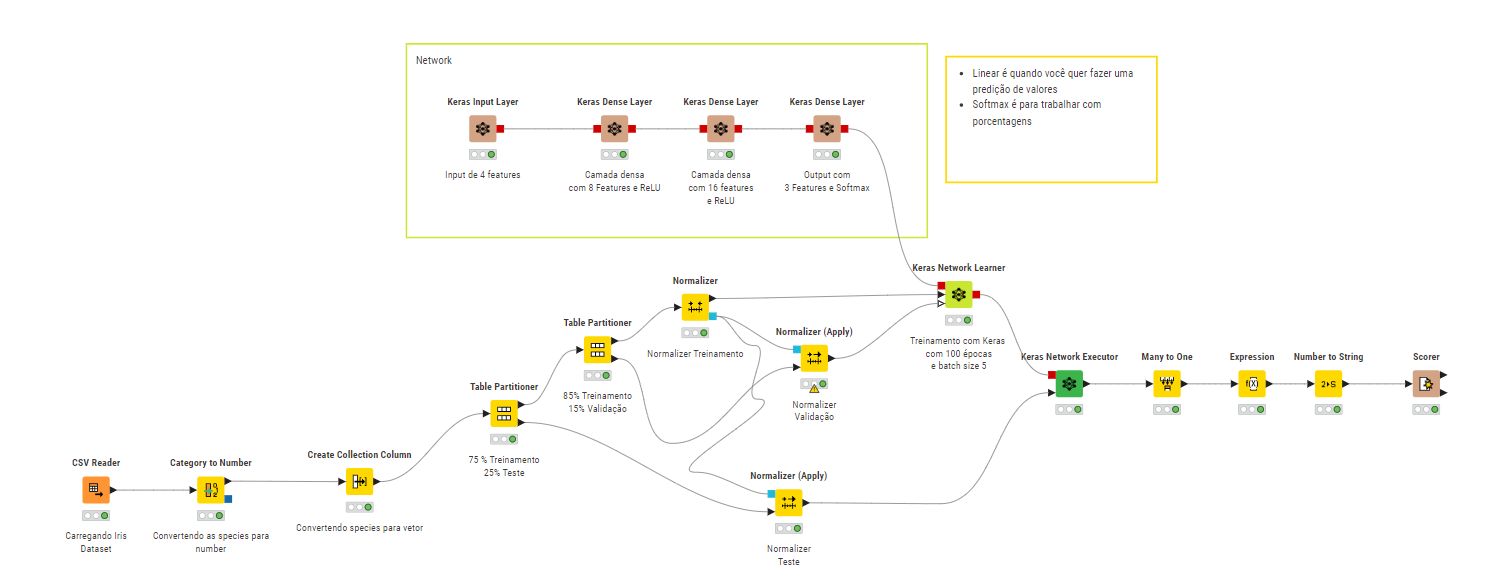 Network
Keras Input Layer
Input de 4 features
Keras Dense Layer
Camada densa
com 8 Features e ReLU
Keras Dense Layer
Camada densa
com 16 features
e ReLU
Keras Dense Layer
Output com
3 Features e Softmax
Linear é quando você quer fazer uma
predição de valores
Softmax é para trabalhar com
porcentagens
CSV Reader
Carregando Iris
Dataset
Category to Number
Convertendo as species para
number
Create Collection Column
Convertendo species para vetor
Table Partitioner
75 % Treinamento
25% Teste
Table Partitioner
85% Treinamento
15% Validação
Normalizer
Normalizer Treinamento
Normalizer (Apply)
Normalizer
Validação
Normalizer (Apply)
Normalizer
Teste
Keras Network Learner
Treinamento com Keras
com 100 épocas
e batch size 5
Keras Network Executor
Many to One
Expression
f(X)
Number to String
2▸S
Scorer